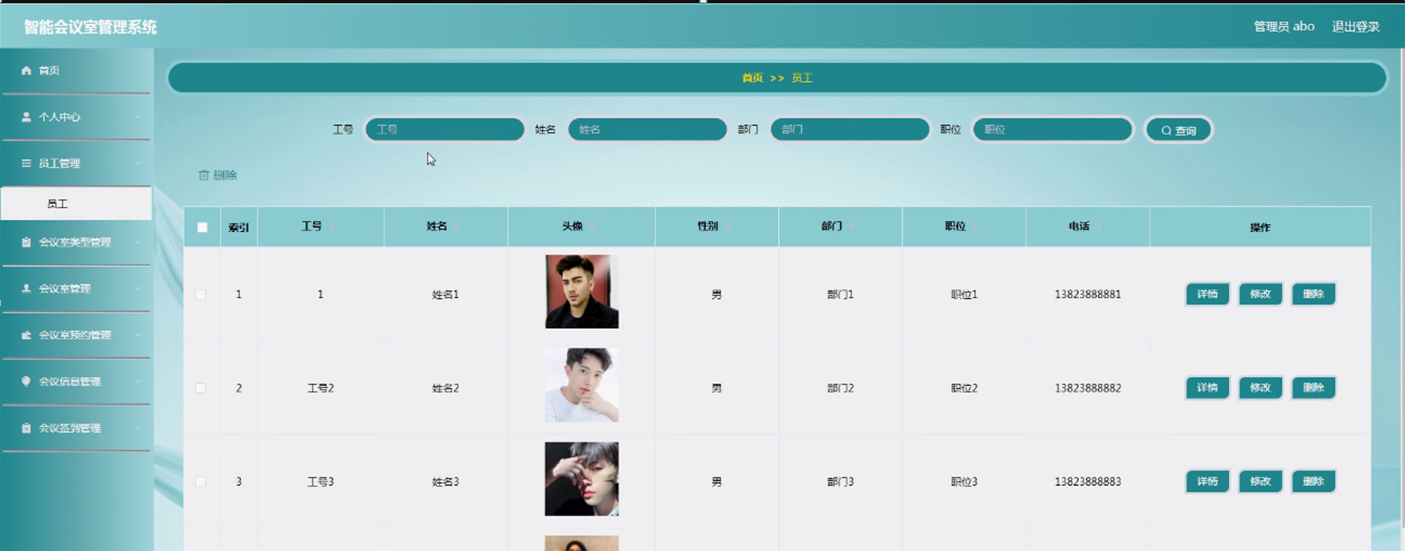 智能会议室管理系统
管理员 abo 退出登录
首页
个人中心
员工管理
员工
会议室类型管理
会议室管理
会议室预约管理
会议信息管理
会议签到管理
首页 >> 员工
工号 工号 姓名 姓名 部门 部门 职位 职位 查询
删除
索引 工号 姓名 头像 性别 部门 职位 电话 操作
1 1 姓名1 男 部门1 职位1 13823888881 详情 修改 删除
2 工号2 姓名2 男 部门2 职位2 13823888882 详情 修改 删除
3 工号3 姓名3 男 部门3 职位3 13823888883 详情 修改 删除